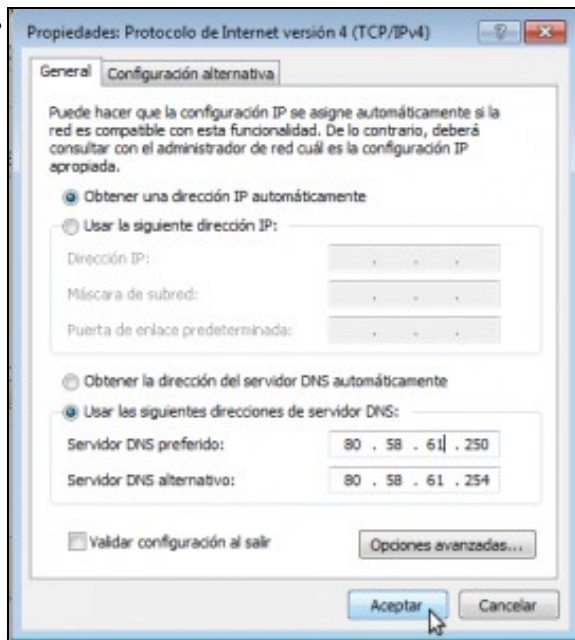 Propiedades: Protocolo de Internet versión 4 (TCP/IPv4)
General
Configuración alternativa
Puede hacer que la configuración IP se asigne automáticamente si la
red es compatible con esta funcionalidad. De lo contrario, deberá
consultar con el administrador de red cuál es la configuración IP
apropiada.
Obtener una dirección IP automáticamente
Usar la siguiente dirección IP:
Dirección IP:
Máscara de subred:
Puerta de enlace predeterminada:
Obtener la dirección del servidor DNS automáticamente
Usar las siguientes direcciones de servidor DNS:
Servidor DNS preferido: 80 . 58 . 61 . 250
Servidor DNS alternativo: 80 . 58 . 61 . 254
Validar configuración al salir
Opciones avanzadas...
Aceptar
Cancelar